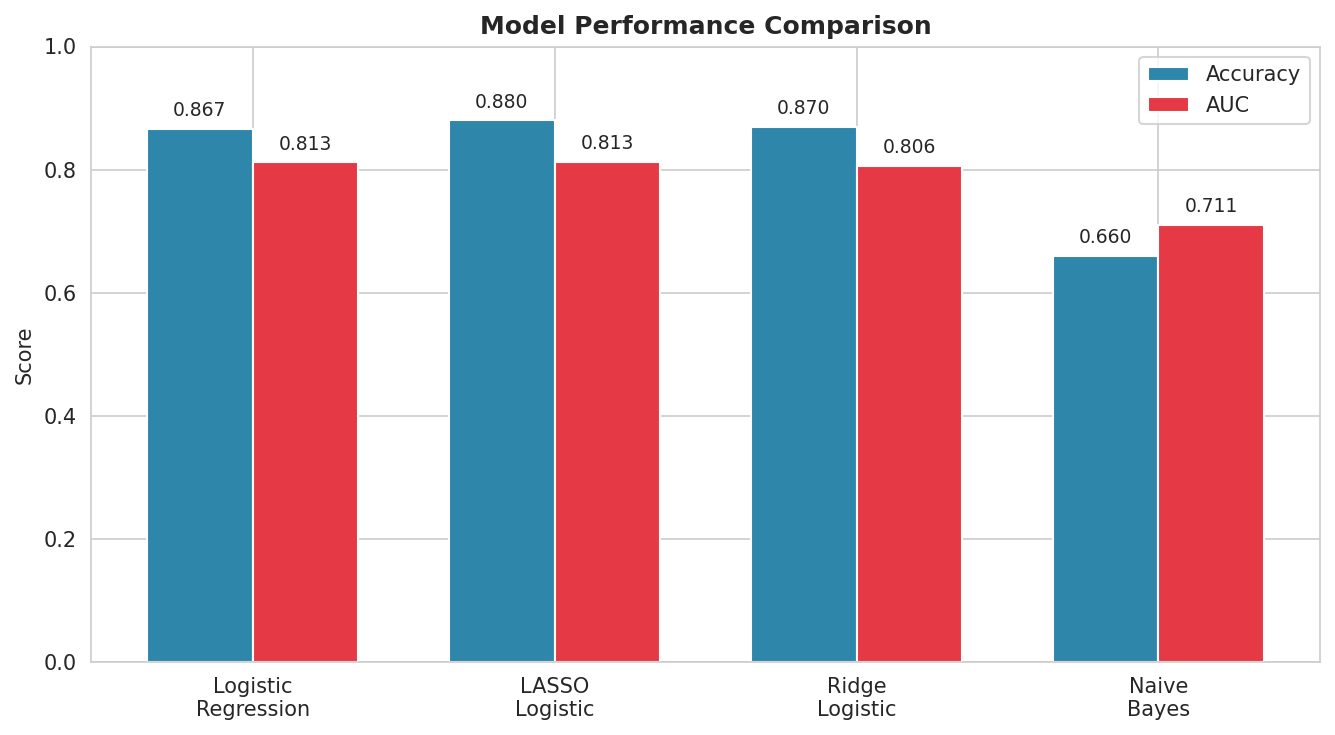 Model Performance Comparison
Accuracy
AUC
Score
1.0
0.8
0.6
0.4
0.2
0.0
0.867
0.813
0.880
0.813
0.870
0.806
0.660
0.711
Logistic
Regression
LASSO
Logistic
Ridge
Logistic
Naive
Bayes